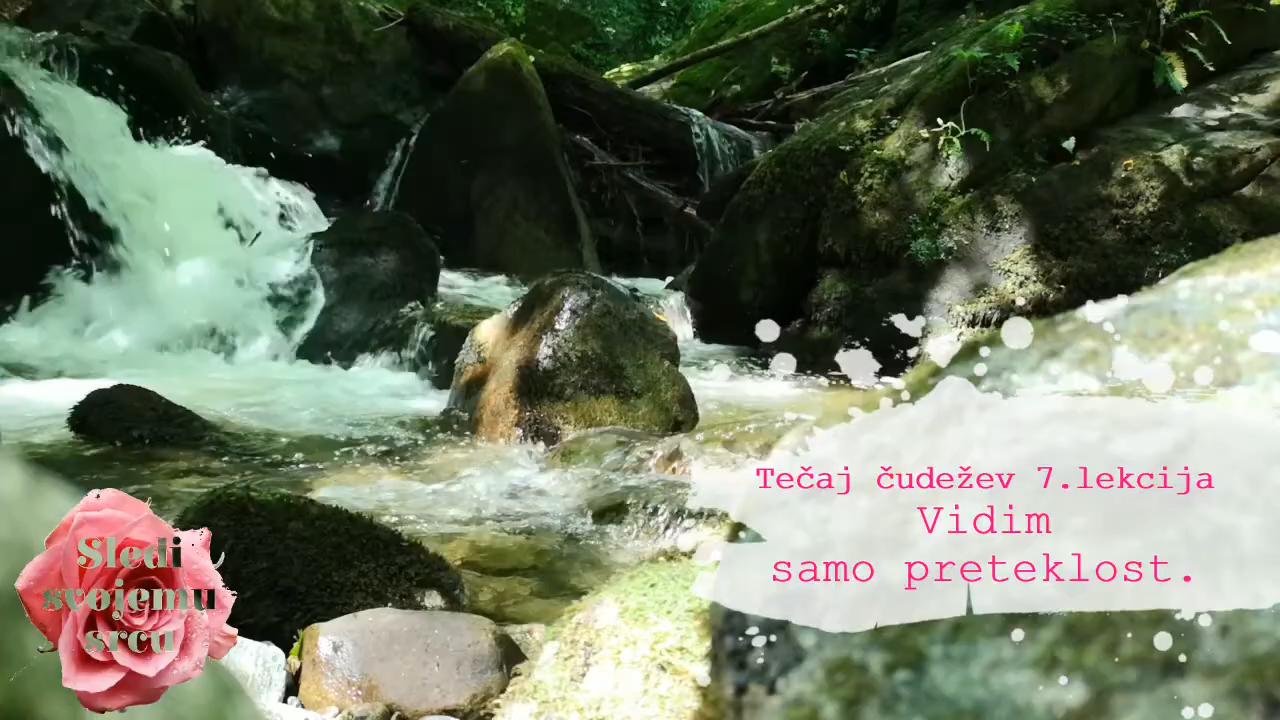 Tečaj čudežev 7.lekcija
Vidim
samo preteklost.
Sledi
svojemu
srcu